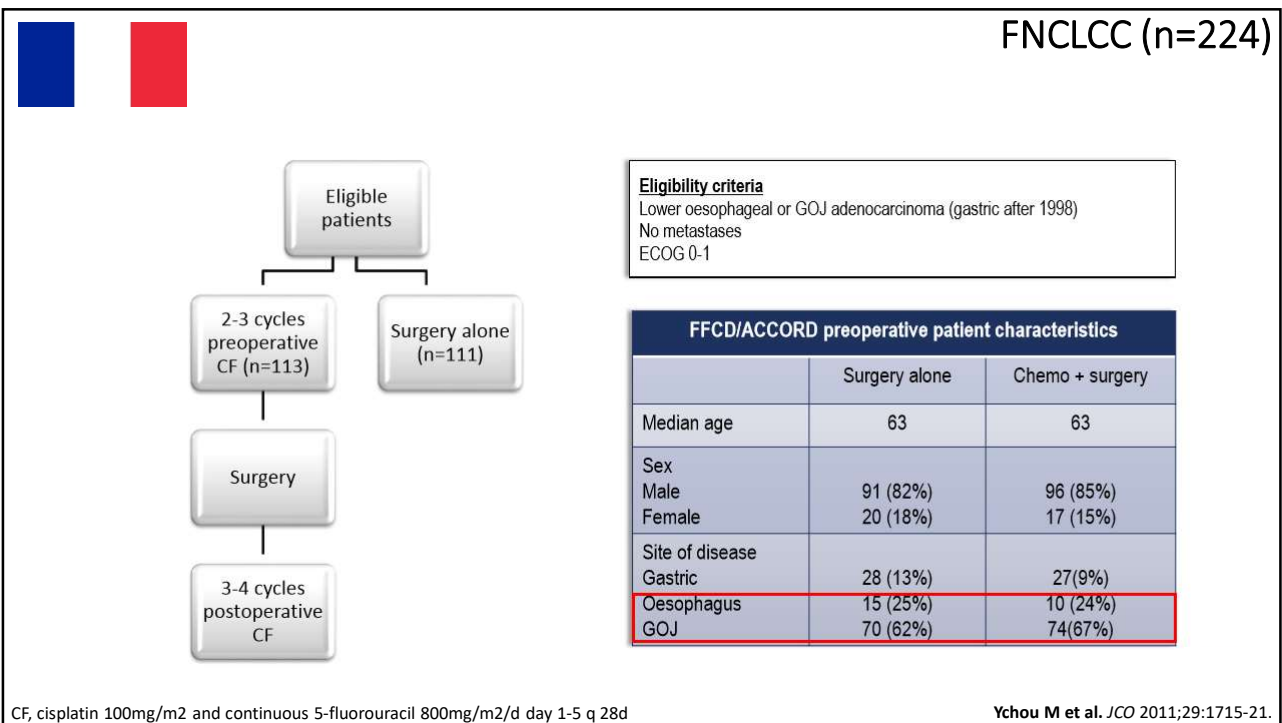 FNCLCC (n=224)
Eligible
patients
2-3 cycles
preoperative
CF (n=113)
Surgery alone
(n=111)
Surgery
3-4 cycles
postoperative
CF
Eligibility criteria
Lower oesophageal or GOJ adenocarcinoma (gastric after 1998)
No metastases
ECOG 0-1
FFCD/ACCORD preoperative patient characteristics
Surgery alone Chemo + surgery
Median age 63 63
Sex
Male 91 (82%) 96 (85%)
Female 20 (18%) 17 (15%)
Site of disease
Gastric 28 (13%) 27(9%)
Oesophagus 15 (25%) 10 (24%)
GOJ 70 (62%) 74(67%)
CF, cisplatin 100mg/m2 and continuous 5-fluorouracil 800mg/m2/d day 1-5 q 28d
Ychou M et al. JCO 2011;29:1715-21.